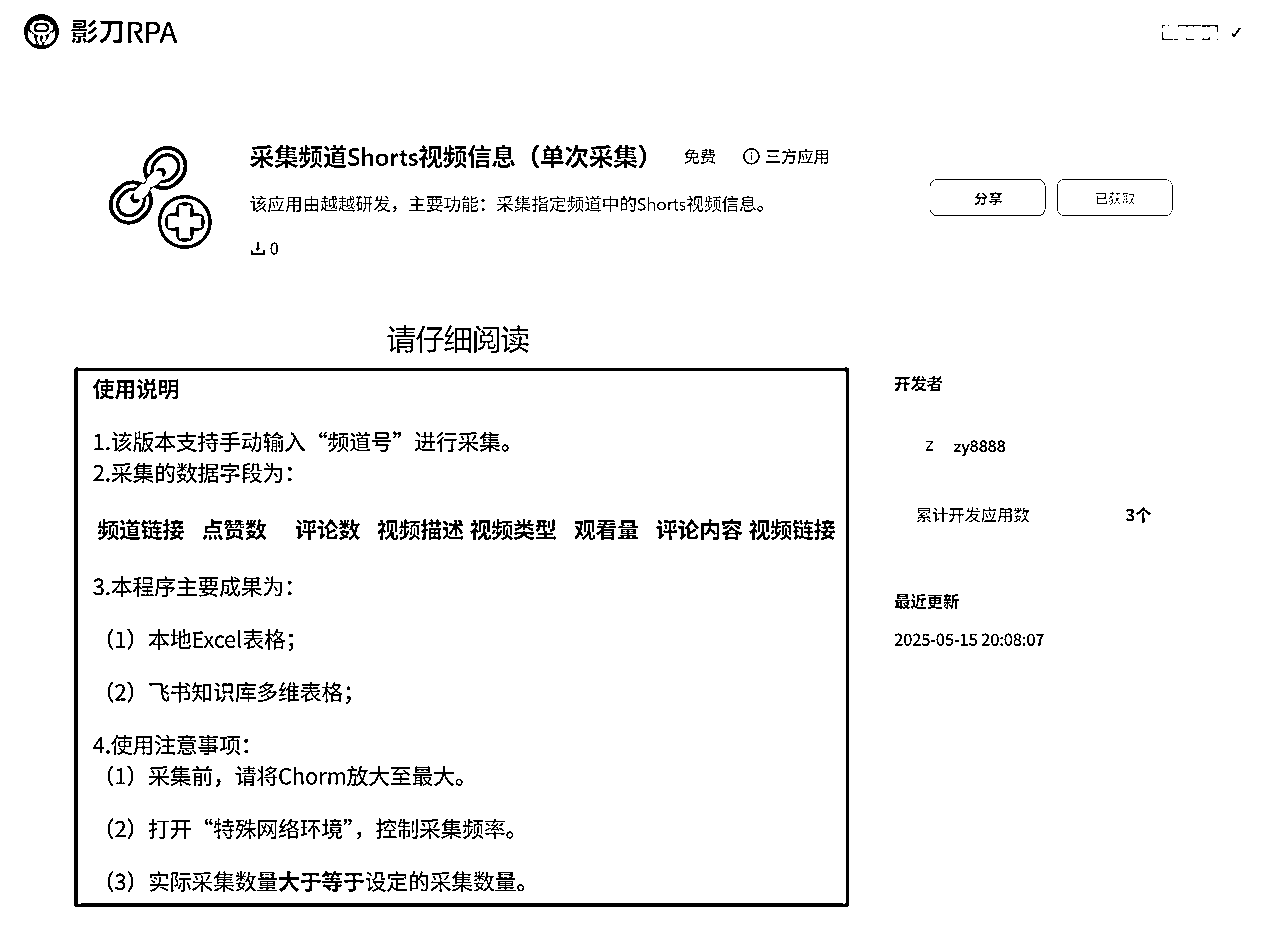 影刀RPA
采集频道Shorts视频信息（单次采集） 免费 三方应用
该应用由越越研发，主要功能：采集指定频道中的Shorts视频信息。
0
分享 已获取
请仔细阅读
使用说明
1.该版本支持手动输入“频道号”进行采集。
2.采集的数据字段为：
频道链接 点赞数 评论数 视频描述 视频类型 观看量 评论内容 视频链接
3.本程序主要成果为：
（1）本地Excel表格；
（2）飞书知识库多维表格；
4.使用注意事项：
（1）采集前，请将Chorm放大至最大。
（2）打开“特殊网络环境”，控制采集频率。
（3）实际采集数量大于等于设定的采集数量。
开发者
Z zy8888
累计开发应用数 3个
最近更新
2025-05-15 20:08:07